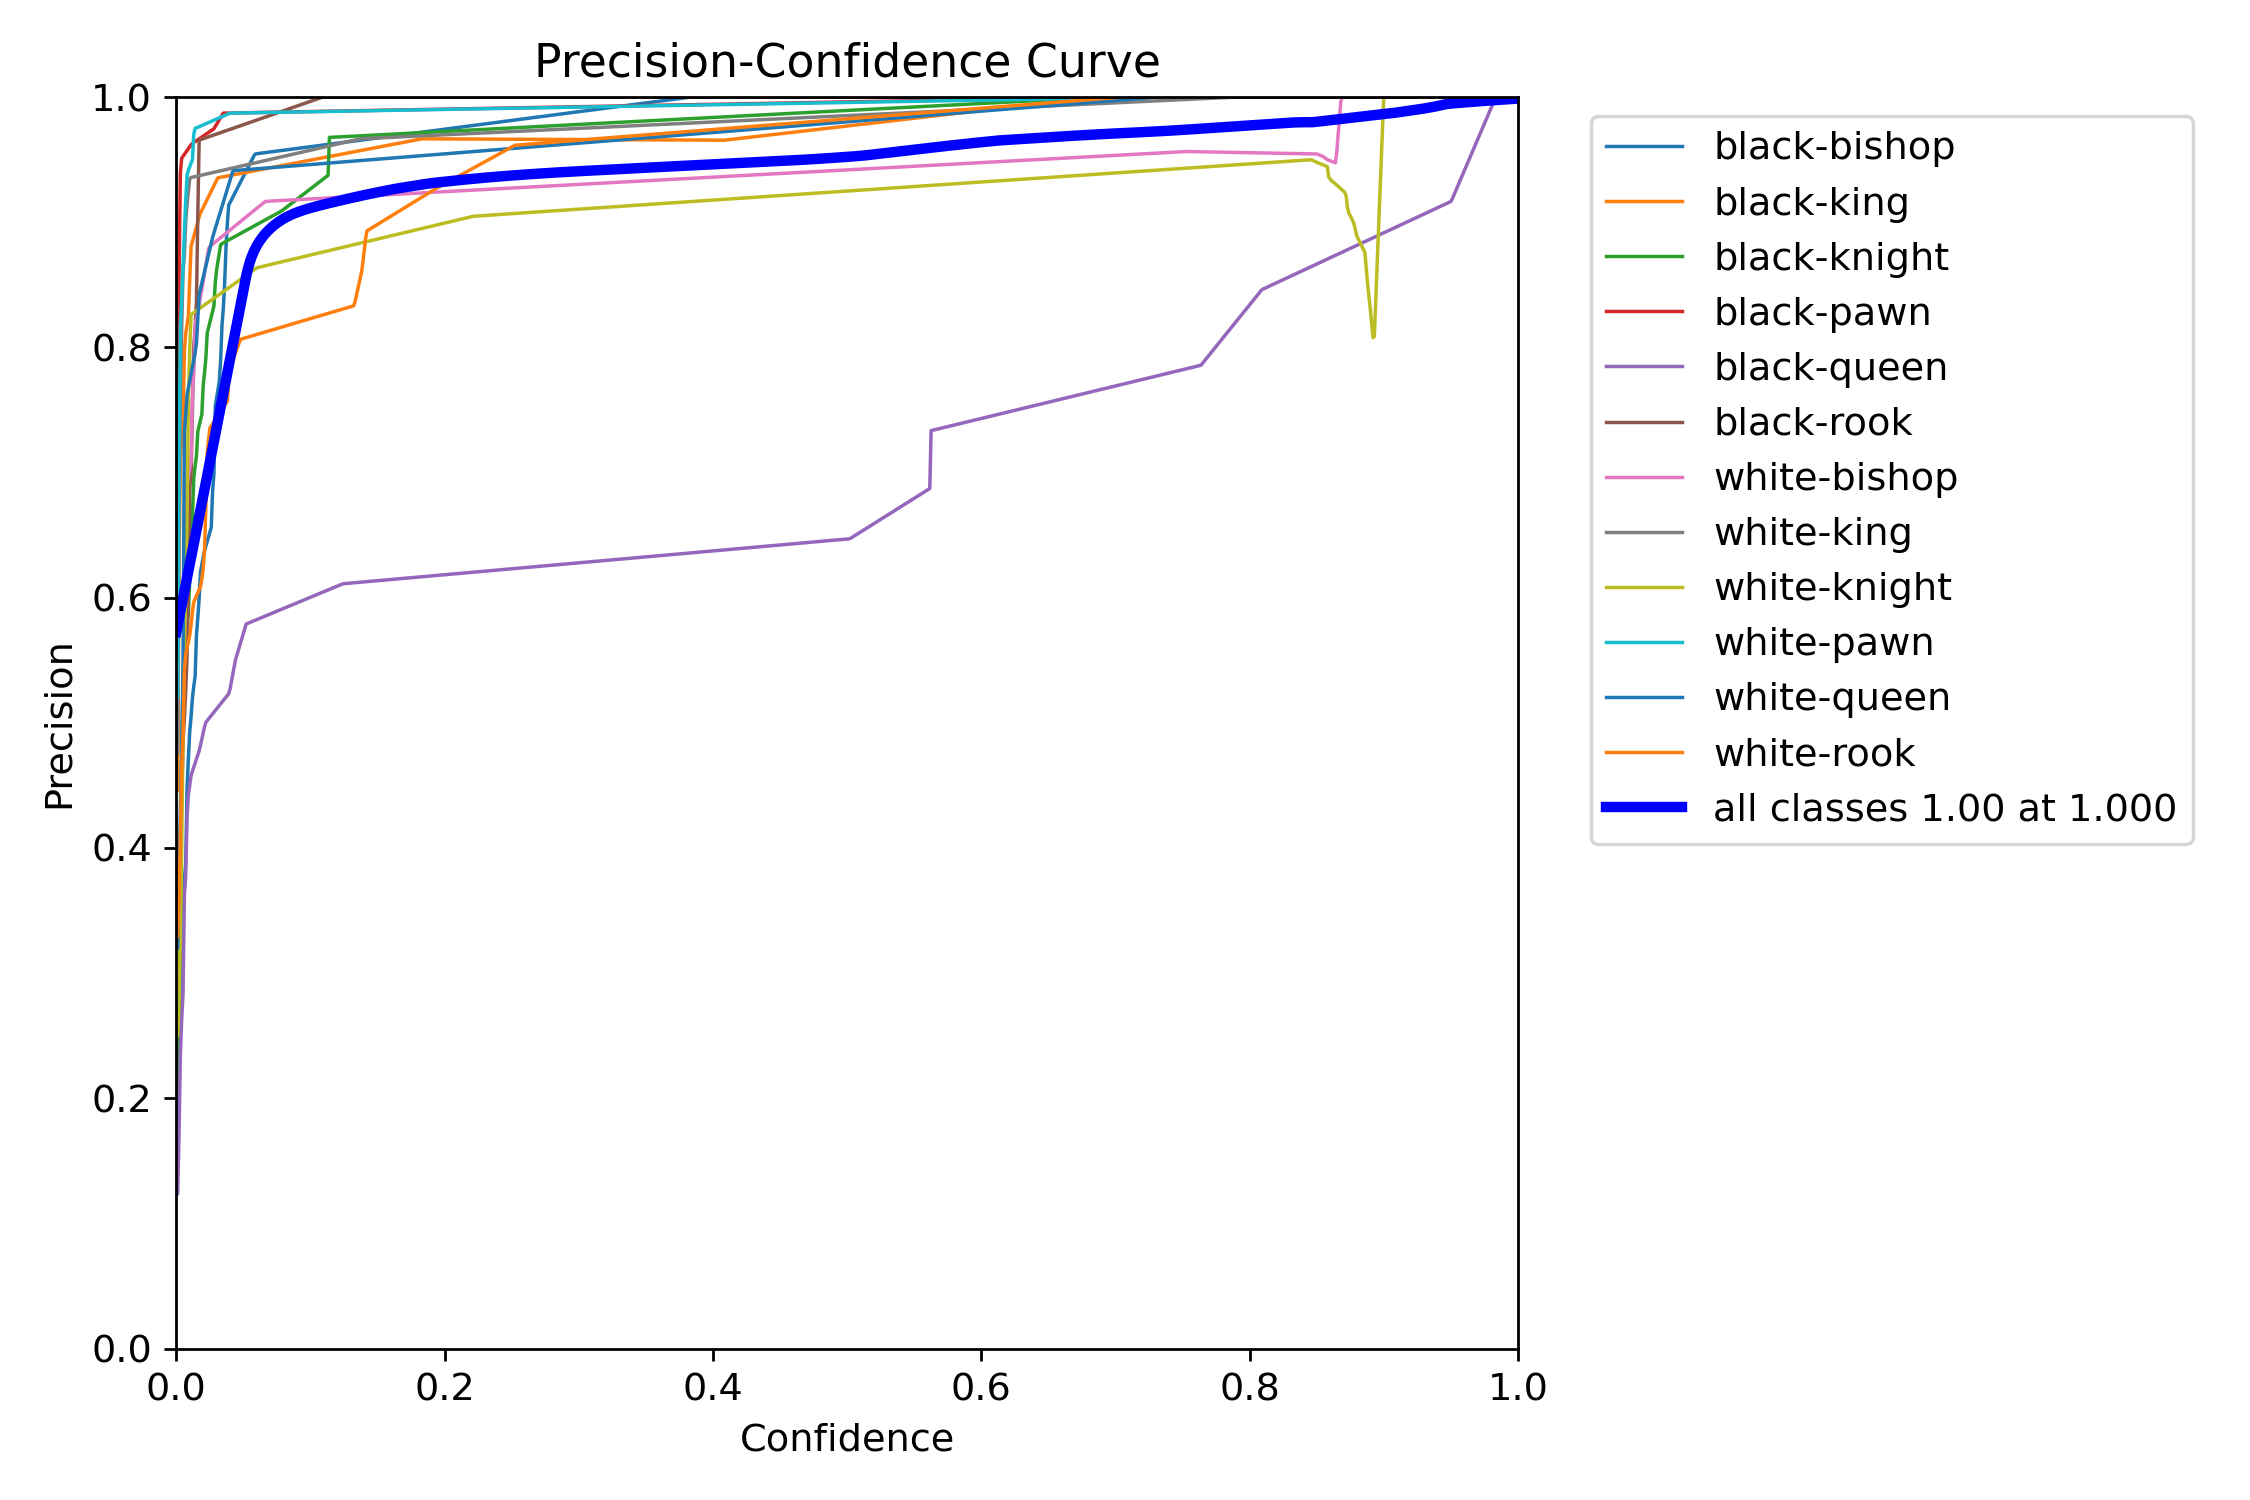 Precision-Confidence Curve
1.0
0.8
0.6
0.4
0.2
0.0
Precision
0.0 0.2 0.4 0.6 0.8 1.0
Confidence
black-bishop
black-king
black-knight
black-pawn
black-queen
black-rook
white-bishop
white-king
white-knight
white-pawn
white-queen
white-rook
all classes 1.00 at 1.000